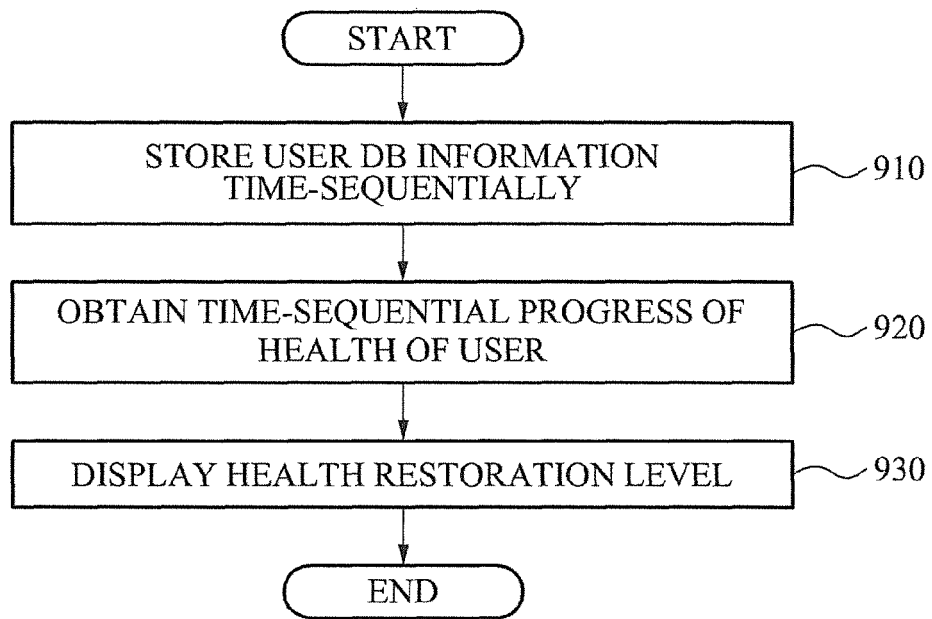 START
STORE USER DB INFORMATION
TIME-SEQUENTIALLY
910
OBTAIN TIME-SEQUENTIAL PROGRESS OF
HEALTH OF USER
920
DISPLAY HEALTH RESTORATION LEVEL
930
END